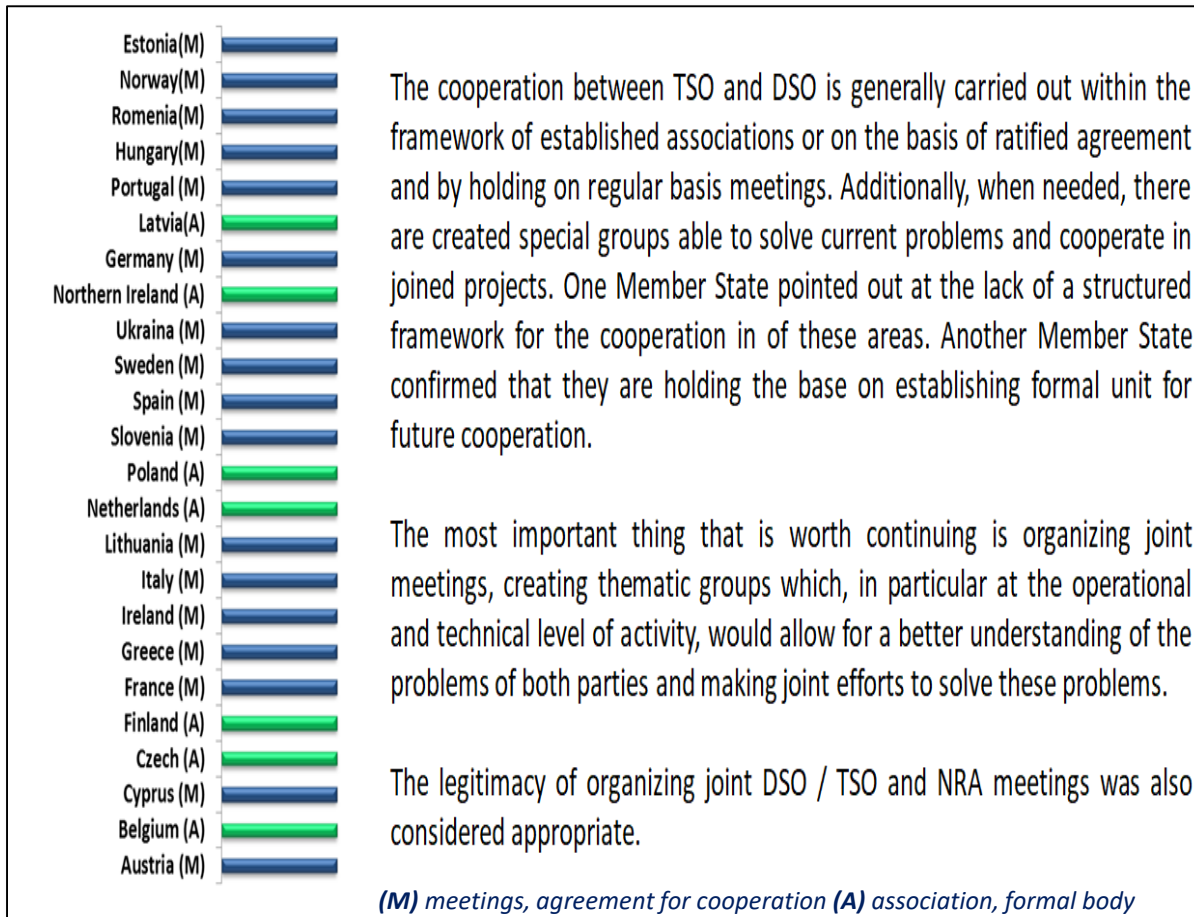 Estonia(M)
Norway(M)
Romenia(M)
Hungary(M)
Portugal (M)
Latvia(A)
Germany (M)
Northern Ireland (A)
Ukraina (M)
Sweden (M)
Spain (M)
Slovenia (M)
Poland (A)
Netherlands (A)
Lithuania (M)
Italy (M)
Ireland (M)
Greece (M)
France (M)
Finland (A)
Czech (A)
Cyprus (M)
Belgium (A)
Austria (M)
The cooperation between TSO and DSO is generally carried out within the
framework of established associations or on the basis of ratified agreement
and by holding on regular basis meetings. Additionally, when needed, there
are created special groups able to solve current problems and cooperate in
joined projects. One Member State pointed out at the lack of a structured
framework for the cooperation in of these areas. Another Member State
confirmed that they are holding the base on establishing formal unit for
future cooperation.
The most important thing that is worth continuing is organizing joint
meetings, creating thematic groups which, in particular at the operational
and technical level of activity, would allow for a better understanding of the
problems of both parties and making joint efforts to solve these problems.
The legitimacy of organizing joint DSO / TSO and NRA meetings was also
considered appropriate.
(M) meetings, agreement for cooperation (A) association, formal body